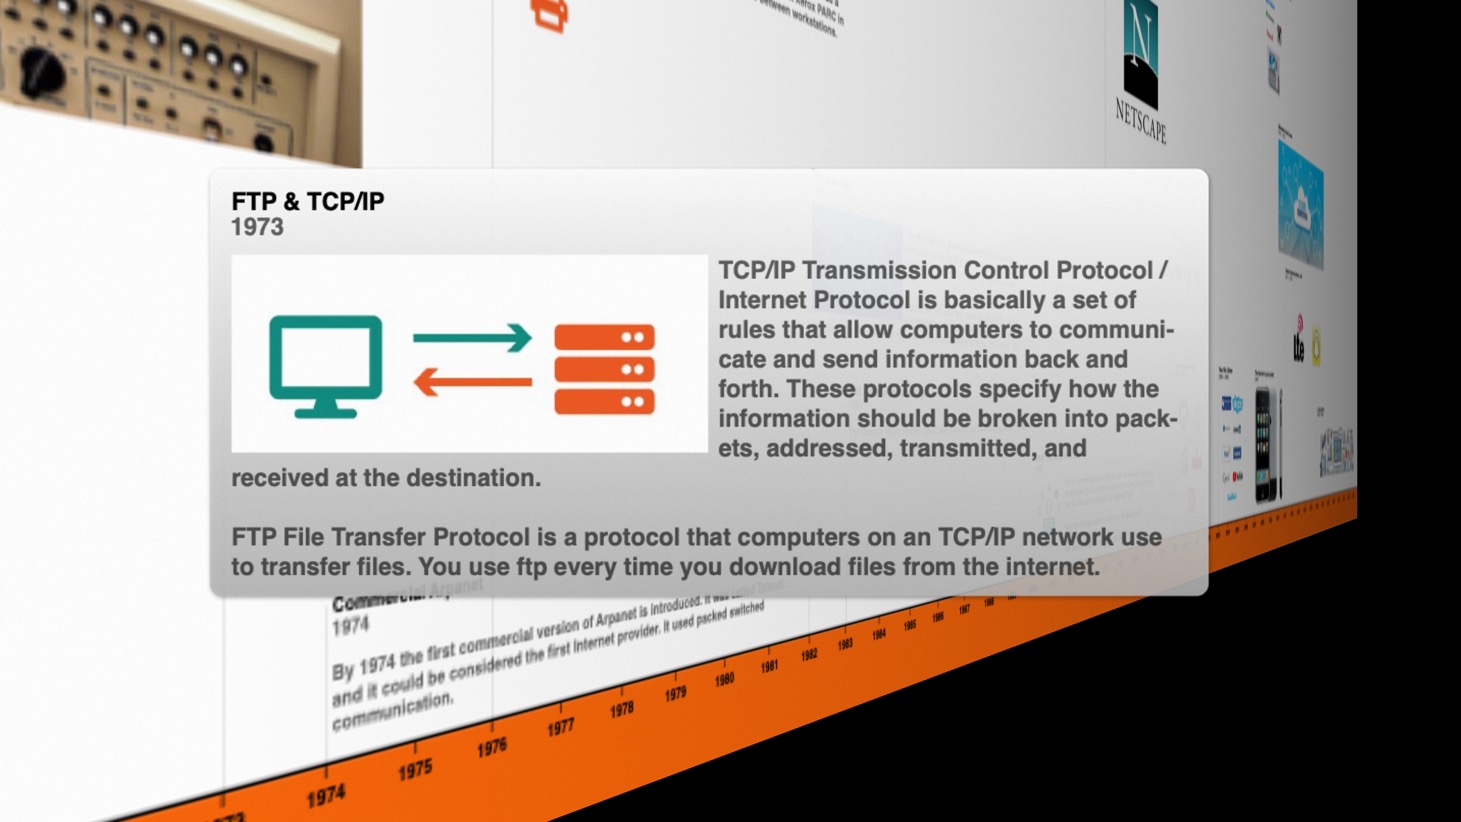 Xerox PARC in
between workstations.
NETSCAPE
FTP & TCP/IP
1973
TCP/IP Transmission Control Protocol /
Internet Protocol is basically a set of
rules that allow computers to communi-
cate and send information back and
forth. These protocols specify how the
information should be broken into pack-
ets, addressed, transmitted, and
received at the destination.
FTP File Transfer Protocol is a protocol that computers on an TCP/IP network use
to transfer files. You use ftp every time you download files from the internet.
Commercial Arpanet
1974
By 1974 the first commercial version of Arpanet is introduced. It was called Telenet
and it could be considered the first Internet provider. It used packed switched
communication.
lte
1974
1975
1976
1977
1978
1979
1980
1981
1982
1983
1984
1985
1986
1987
1988